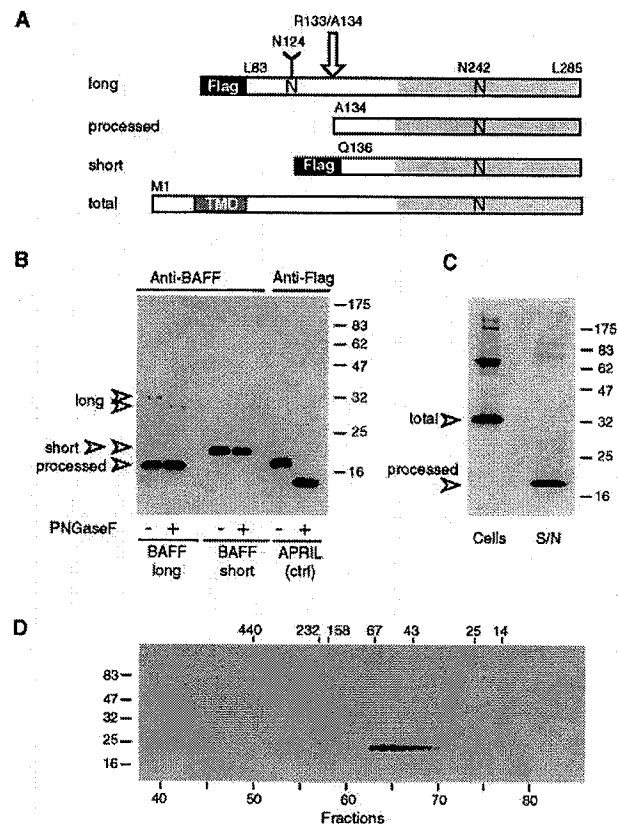 A
R133/A134
N124
L83
N242
L285
long
Flag
N
N
A134
processed
N
Q136
short
Flag
N
M1
total
TMD
N
B
Anti-BAFF
Anti-Flag
175
83
62
47
32
25
16
long
short
processed
PNGaseF
- + - + - +
BAFF long
BAFF short
APRIL (ctrl)
C
175
83
62
47
32
25
16
total
processed
Cells
S/N
D
440 232 158 67 43 25 14
83
47
32
25
16
40 50 60 70 80
Fractions